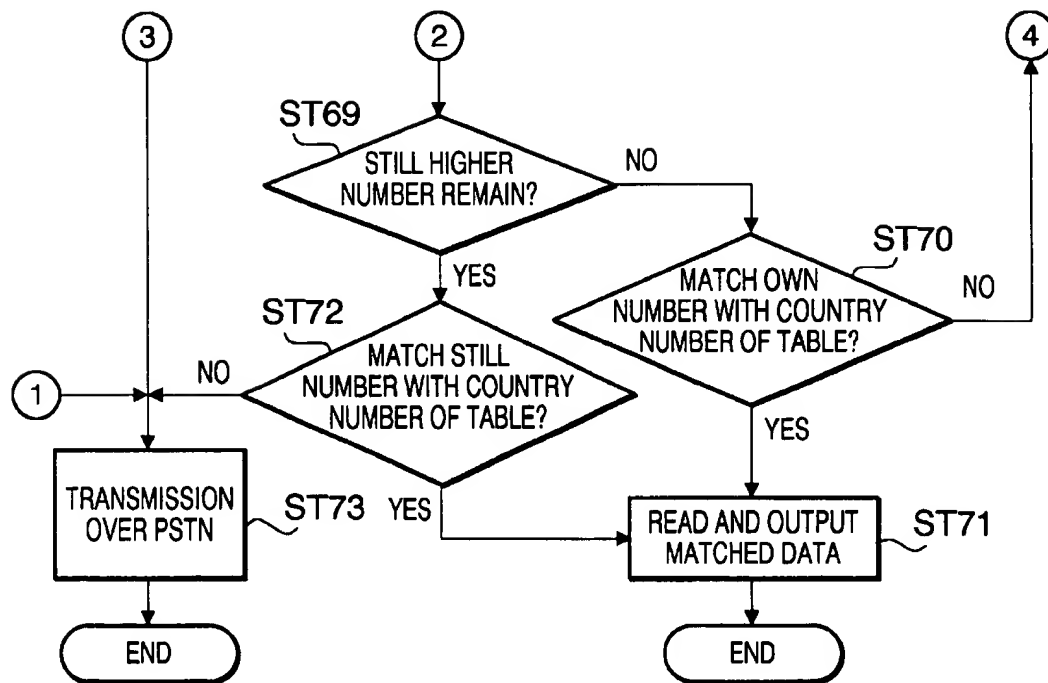 3
2
4
ST69
STILL HIGHER
NUMBER REMAIN?
NO
YES
ST70
MATCH OWN
NUMBER WITH COUNTRY
NUMBER OF TABLE?
NO
YES
ST72
MATCH STILL
NUMBER WITH COUNTRY
NUMBER OF TABLE?
NO
YES
1
TRANSMISSION
OVER PSTN
ST73
READ AND OUTPUT
MATCHED DATA
ST71
END
END